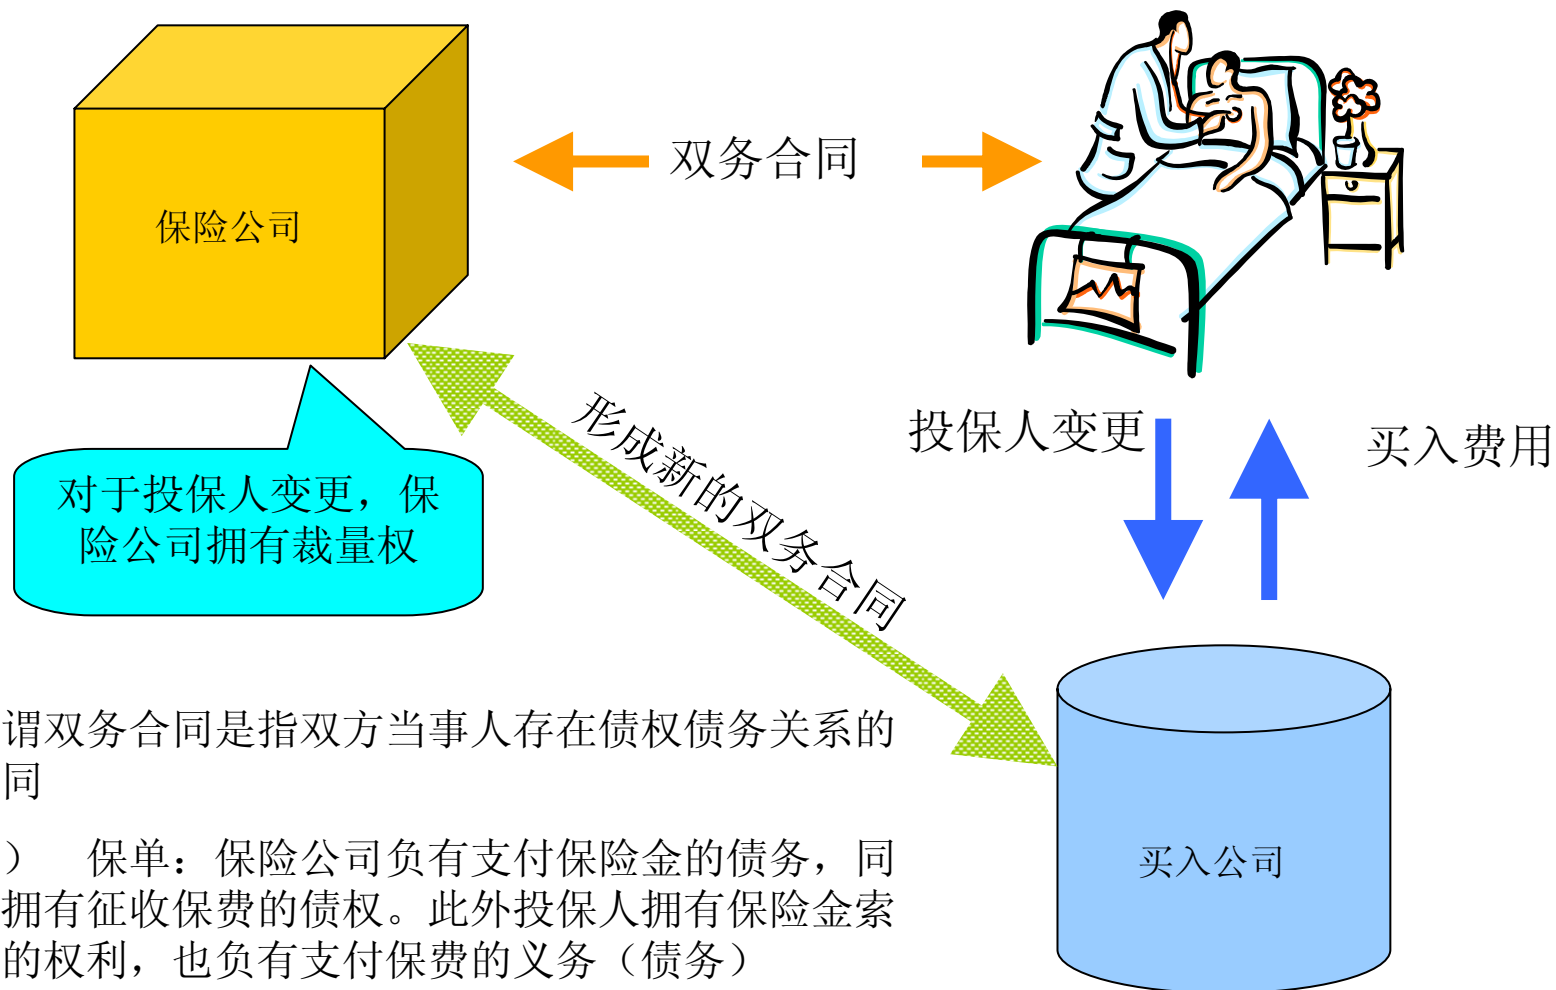 双务合同
保险公司
形成新的双务合同
投保人变更
买入费用
对于投保人变更，保
险公司拥有裁量权
谓双务合同是指双方当事人存在债权债务关系的
同
） 保单：保险公司负有支付保险金的债务，同
拥有征收保费的债权。此外投保人拥有保险金索
的权利，也负有支付保费的义务（债务）
买入公司